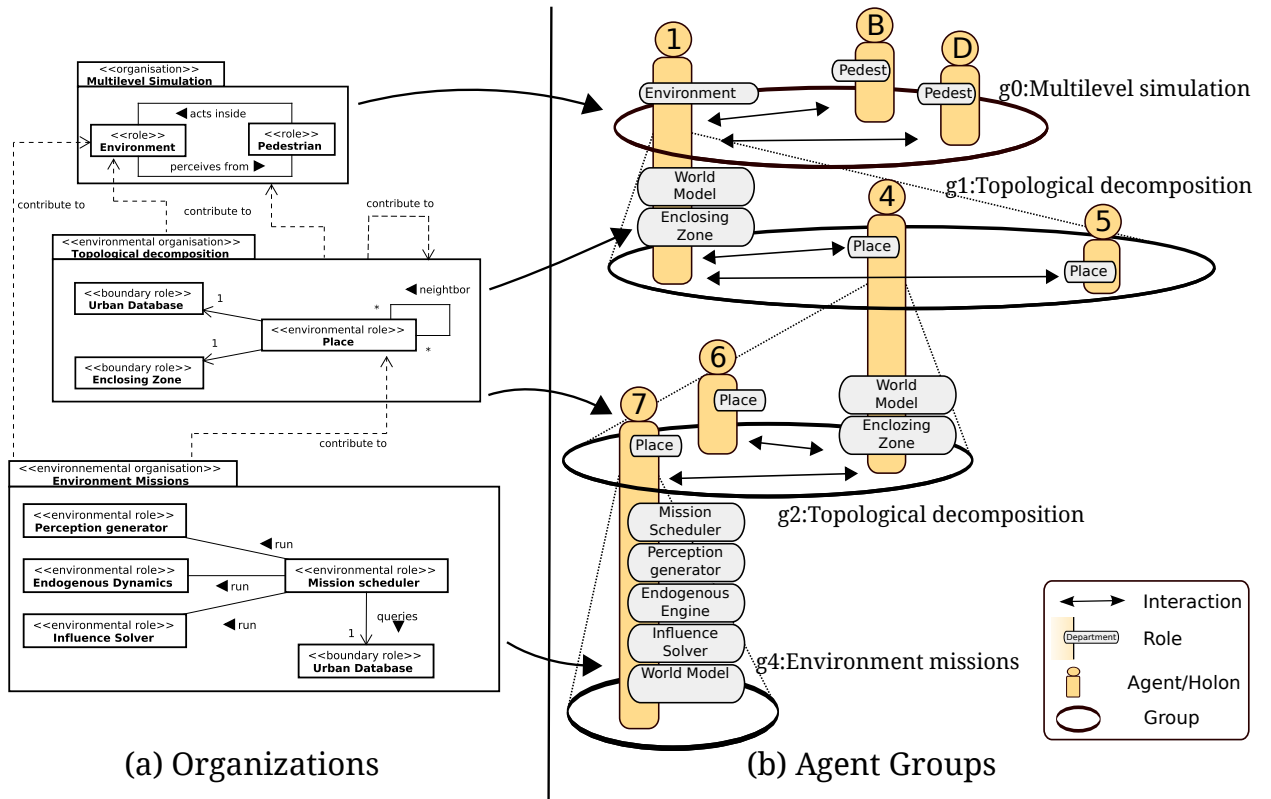 <<organisation>>
Multilevel Simulation
acts inside
<<role>>
Environment
<<role>>
Pedestrian
perceives from
contribute to
contribute to
contribute to
<<environmental organisation>>
Topological decomposition
<<boundary role>>
Urban Database
1
neighbor
*
<<environmental role>>
Place
*
1
<<boundary role>>
Enclosing Zone
contribute to
<<environnemental organisation>>
Environment Missions
<<environmental role>>
Perception generator
run
<<environmental role>>
Endogenous Dynamics
run
<<environmental role>>
Mission scheduler
<<environmental role>>
Influence Solver
run
queries
1
<<boundary role>>
Urban Database
(a) Organizations
1
B
D
Environment
Pedest
Pedest
g0:Multilevel simulation
World
Model
Enclosing
Zone
g1:Topological decomposition
4
5
Place
Place
6
7
Place
Place
World
Model
Enclozing
Zone
g2:Topological decomposition
Mission
Scheduler
Perception
generator
Endogenous
Engine
Influence
Solver
World Model
g4:Environment missions
Interaction
Department
Role
Agent/Holon
Group
(b) Agent Groups